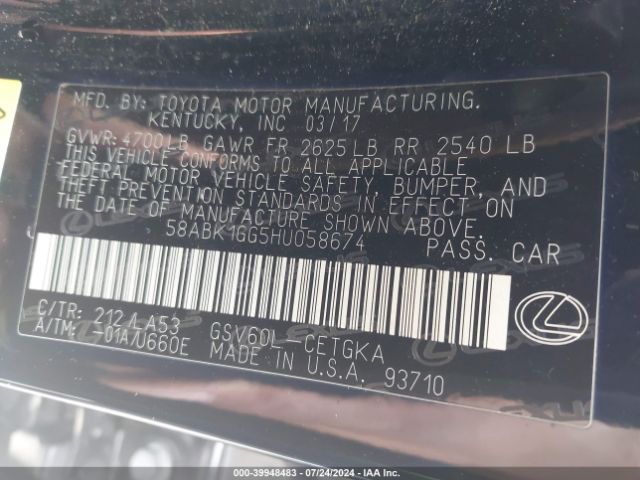 MFD. BY: TOYOTA MOTOR MANUFACTURING.
KENTUCKY, INC 03/17
GVWR: 4700LB GAWR FR 2625LB RR 2540 LB
THIS VEHICLE CONFORMS TO ALL APPLICABLE
FEDERAL MOTOR VEHICLE SAFETY, BUMPER, AND
THEFT PREVENTION STANDARDS IN EFFECT ON
THE DATE OF MANUFACTURE SHOWN ABOVE.
58ABK1GG5HU058674 PASS. CAR
C/TR: 212/LA53 GSV60L-CETGKA
A/TM: -01A/U660E MADE IN U.S.A. 93710
000-39948483 - 07/24/2024 - IAA Inc.